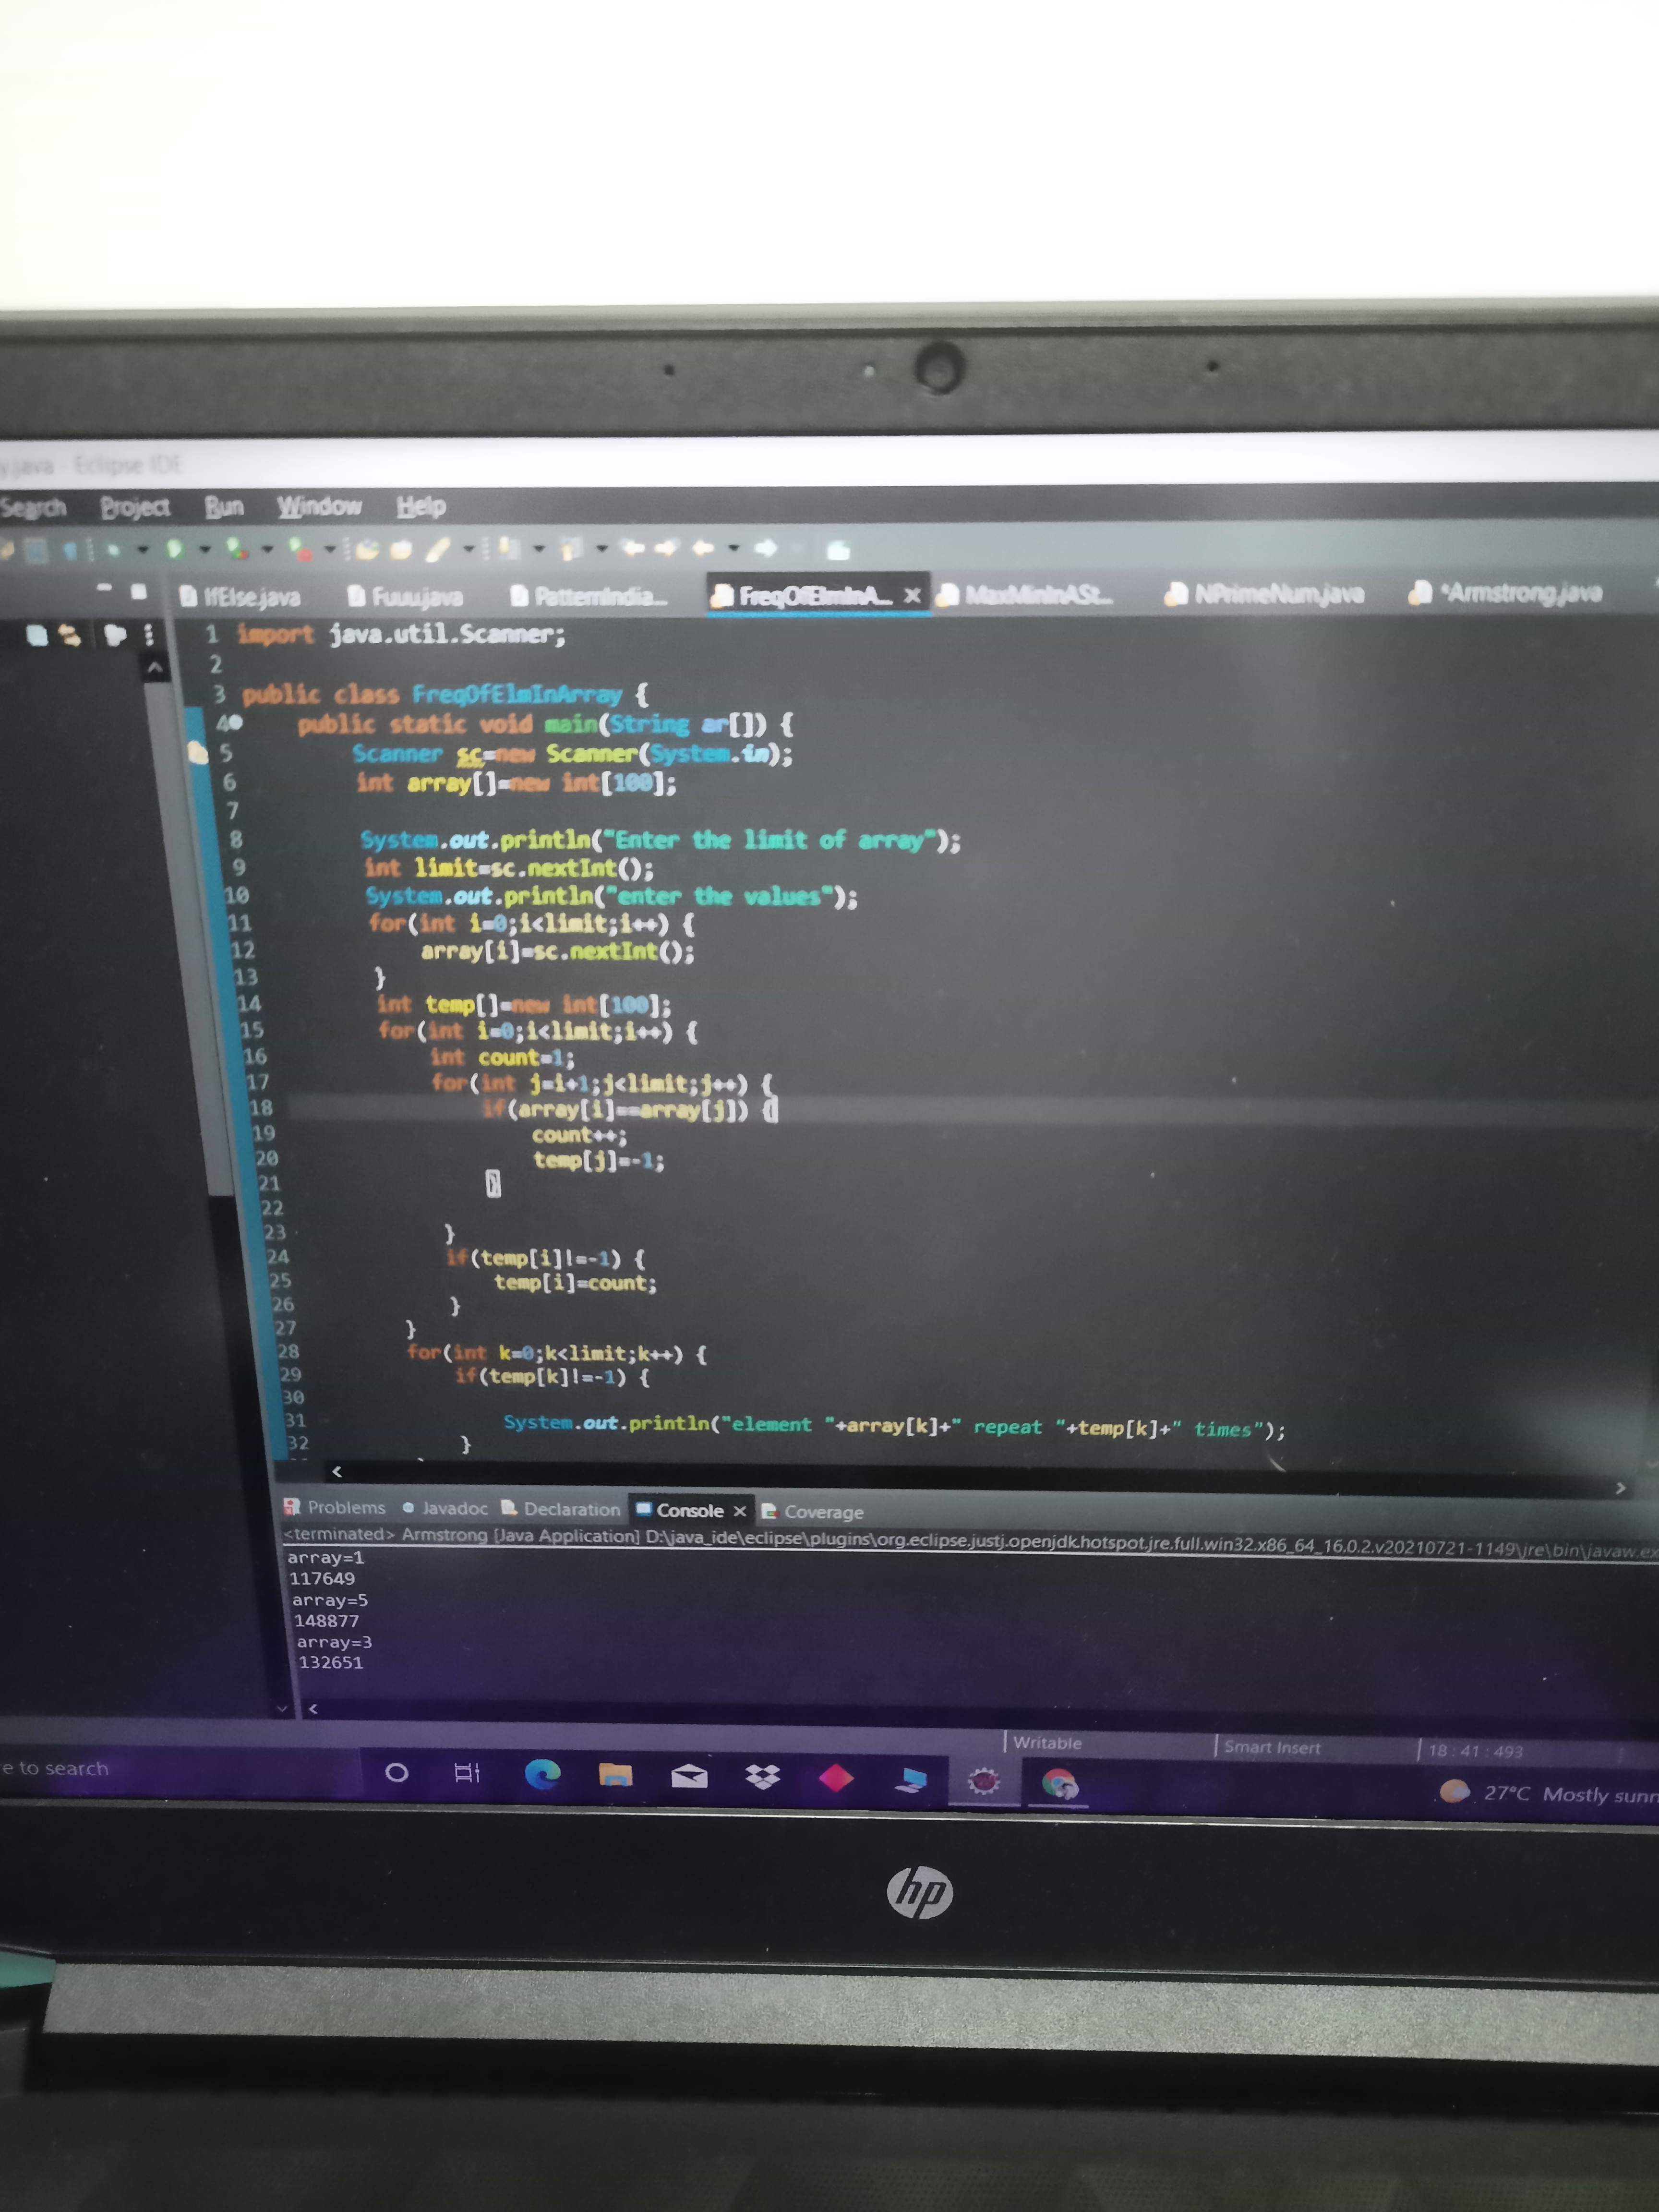 y.java - Eclipse IDE
Search Project Run Window Help
IfElse.java Fuuu.java PatternIndia... FreqOfElmInA... MaxMinInASt... NPrimeNum.java *Armstrong.java
1 import java.util.Scanner;
2
3 public class FreqOfElmInArray {
4 public static void main(String ar[]) {
5 Scanner sc=new Scanner(System.in);
6 int array[]=new int[100];
7
8 System.out.println("Enter the limit of array");
9 int limit=sc.nextInt();
10 System.out.println("enter the values");
11 for(int i=0;i<limit;i++) {
12 array[i]=sc.nextInt();
13 }
14 int temp[]=new int[100];
15 for(int i=0;i<limit;i++) {
16 int count=1;
17 for(int j=i+1;j<limit;j++) {
18 if(array[i]==array[j]) {
19 count++;
20 temp[j]=-1;
21 }
22
23 }
24 if(temp[i]!=-1) {
25 temp[i]=count;
26 }
27 }
28 for(int k=0;k<limit;k++) {
29 if(temp[k]!=-1) {
30
31 System.out.println("element "+array[k]+" repeat "+temp[k]+" times");
32 }
Problems Javadoc Declaration Console Coverage
<terminated> Armstrong [Java Application] D:\java_ide\eclipse\plugins\org.eclipse.justj.openjdk.hotspot.jre.full.win32.x86_64_16.0.2.v20210721-1149\jre\bin\javaw.ex
array=1
117649
array=5
148877
array=3
132651
Writable Smart Insert 18 : 41 : 493
e to search 27°C Mostly sunn
hp